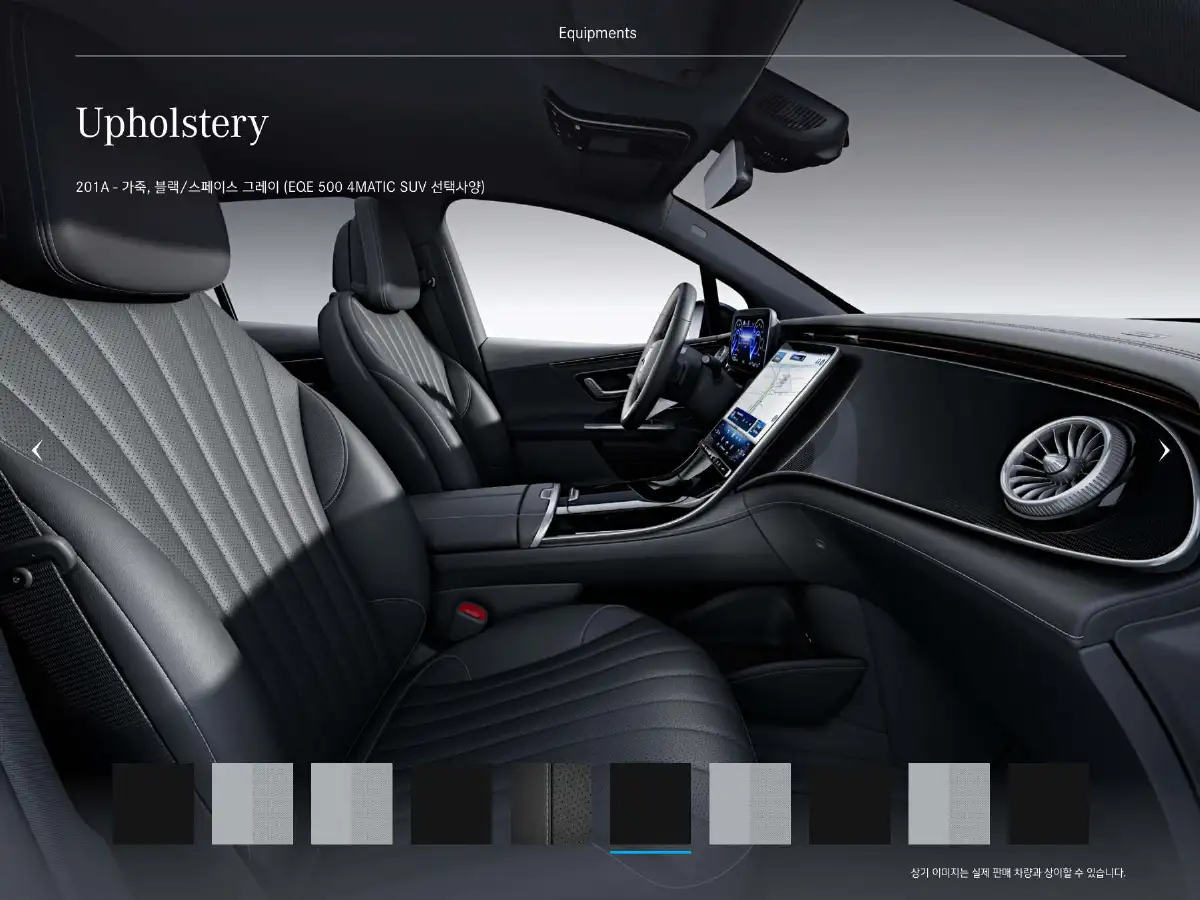 Equipments
Upholstery
201A - 가죽, 블랙/스페이스 그레이 (EQE 500 4MATIC SUV 선택사양)
상기 이미지는 실제 판매 차량과 상이할 수 있습니다.